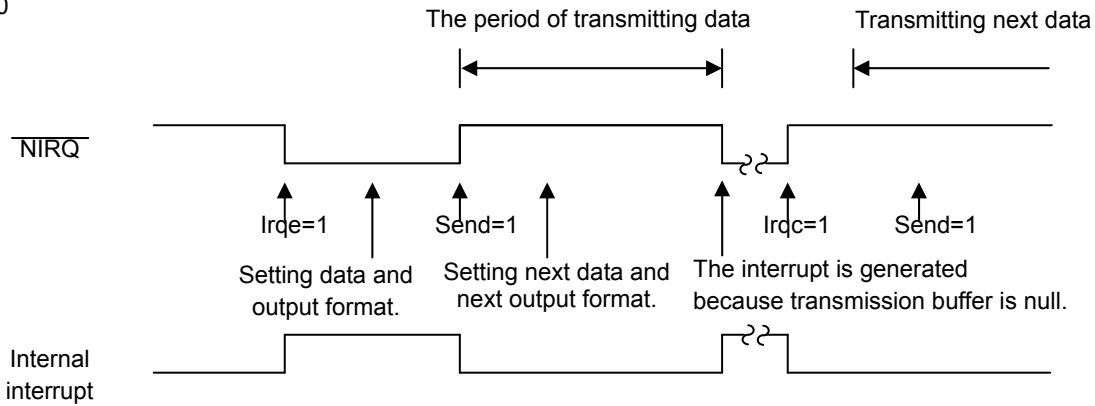 0
The period of transmitting data
Transmitting next data
NIRQ
Irqe=1
Send=1
Irqc=1
Send=1
Setting data and
output format.
Setting next data and
next output format.
The interrupt is generated
because transmission buffer is null.
Internal
interrupt